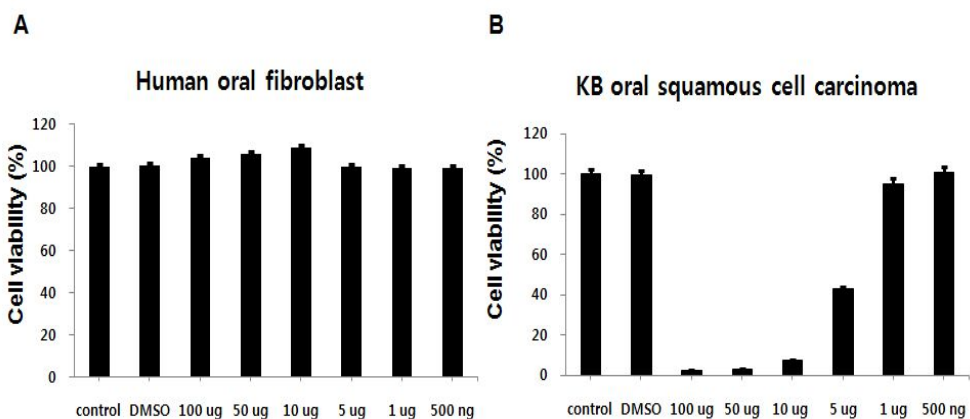 A
Human oral fibroblast
Cell viability (%)
120
100
80
60
40
20
0
control DMSO 100 ug 50 ug 10 ug 5 ug 1 ug 500 ng
B
KB oral squamous cell carcinoma
Cell viability (%)
120
100
80
60
40
20
0
control DMSO 100 ug 50 ug 10 ug 5 ug 1 ug 500 ng